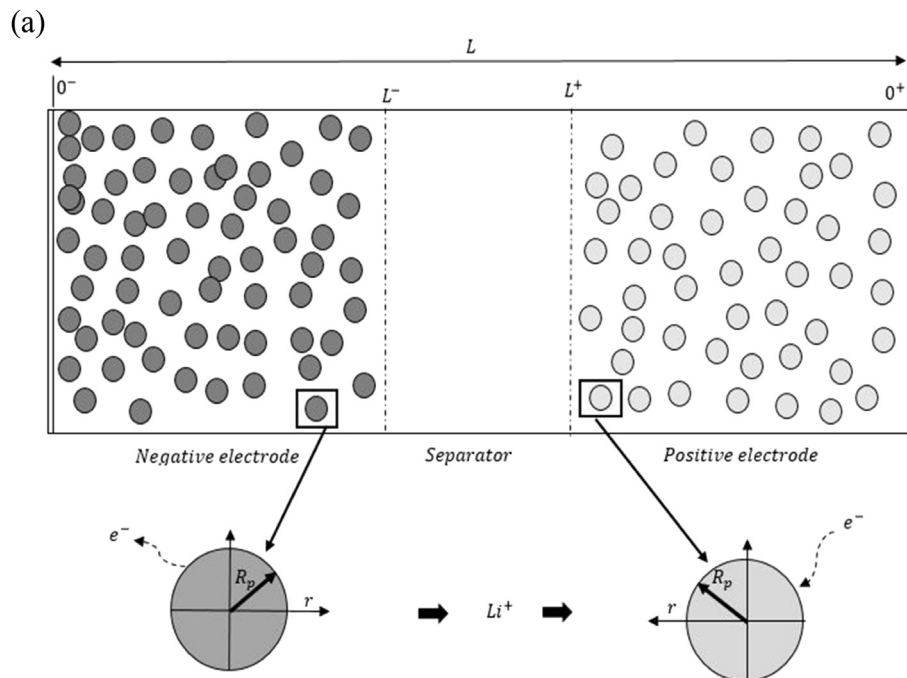 (a)
L
0⁻ L⁻ L⁺ 0⁺
Negative electrode Separator Positive electrode
e⁻ e⁻
R_p R_p
r Li⁺ r